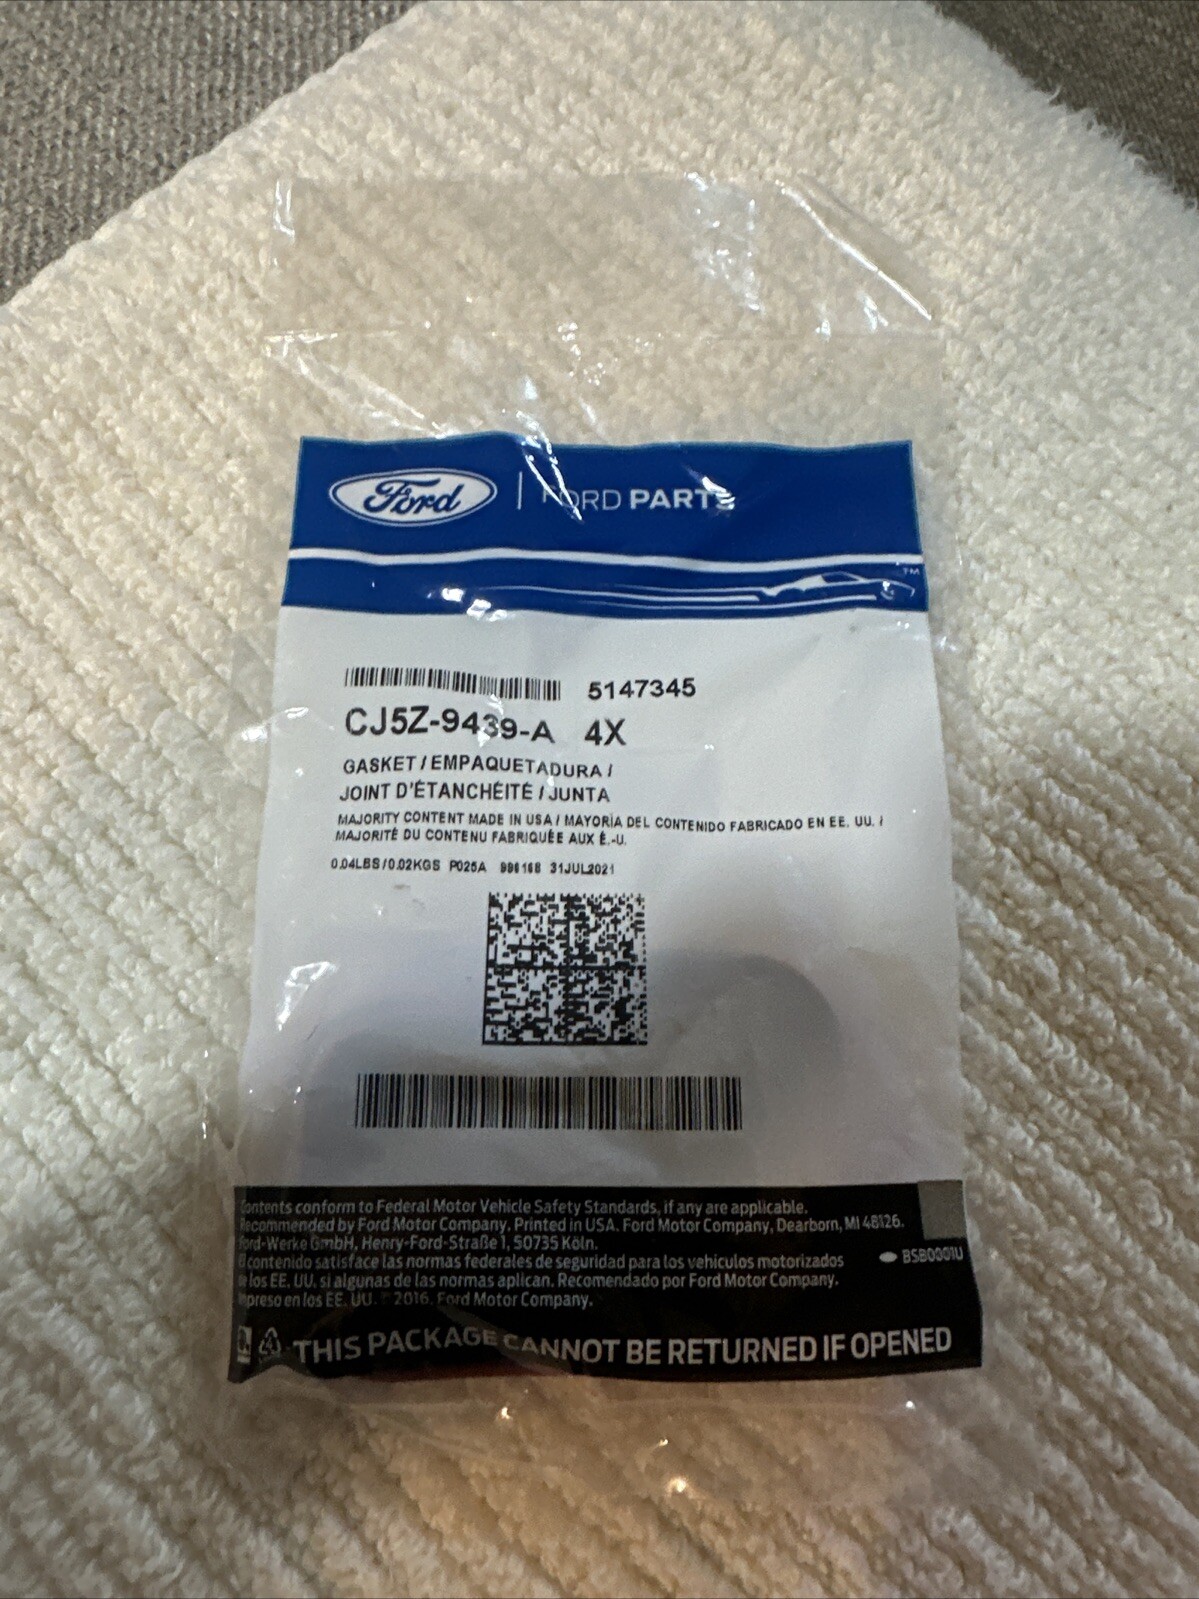 Ford | FORD PARTS
TM
5147345
CJ5Z-9439-A 4X
GASKET / EMPAQUETADURA /
JOINT D'ÉTANCHÉITÉ / JUNTA
MAJORITY CONTENT MADE IN USA / MAYORÍA DEL CONTENIDO FABRICADO EN EE. UU. /
MAJORITÉ DU CONTENU FABRIQUÉE AUX É.-U.
0.04LBS/0.02KGS P025A 996168 31JUL2021
Contents conform to Federal Motor Vehicle Safety Standards, if any are applicable.
Recommended by Ford Motor Company. Printed in USA. Ford Motor Company, Dearborn, MI 48126.
Ford-Werke GmbH, Henry-Ford-Straße 1, 50735 Köln.
El contenido satisface las normas federales de seguridad para los vehiculos motorizados
de los EE. UU. si algunas de las normas aplican. Recomendado por Ford Motor Company.
Impreso en los EE. UU. © 2016, Ford Motor Company.
BSB0001U
THIS PACKAGE CANNOT BE RETURNED IF OPENED